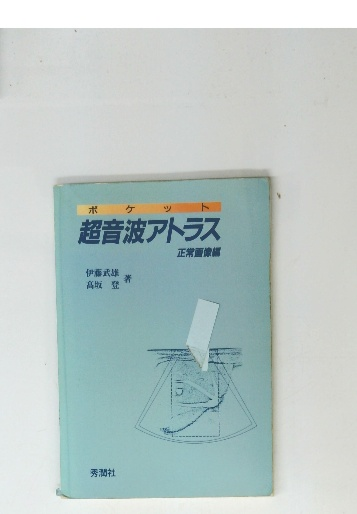 ポケット
超音波アトラス
正常画像編
伊藤武雄
高坂 登 著
秀潤社